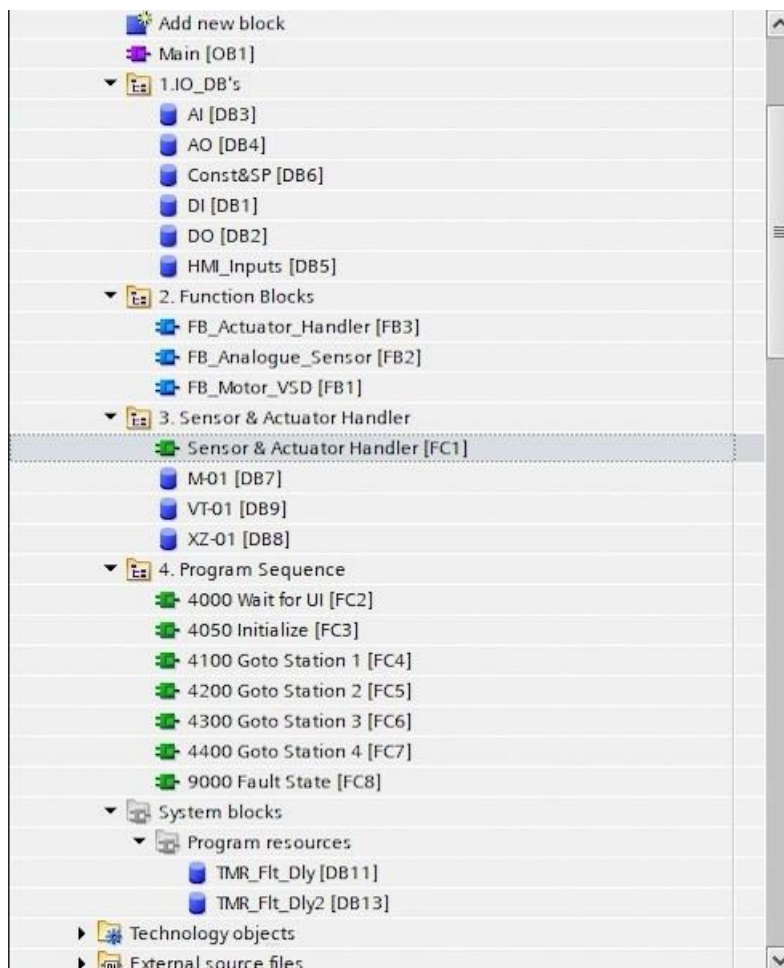 Add new block
Main [OB1]
1.IO_DB's
AI [DB3]
AO [DB4]
Const&SP [DB6]
DI [DB1]
DO [DB2]
HMI_Inputs [DB5]
2. Function Blocks
FB_Actuator_Handler [FB3]
FB_Analogue_Sensor [FB2]
FB_Motor_VSD [FB1]
3. Sensor & Actuator Handler
Sensor & Actuator Handler [FC1]
M-01 [DB7]
VT-01 [DB9]
XZ-01 [DB8]
4. Program Sequence
4000 Wait for UI [FC2]
4050 Initialize [FC3]
4100 Goto Station 1 [FC4]
4200 Goto Station 2 [FC5]
4300 Goto Station 3 [FC6]
4400 Goto Station 4 [FC7]
9000 Fault State [FC8]
System blocks
Program resources
TMR_Flt_Dly [DB11]
TMR_Flt_Dly2 [DB13]
Technology objects
External source files